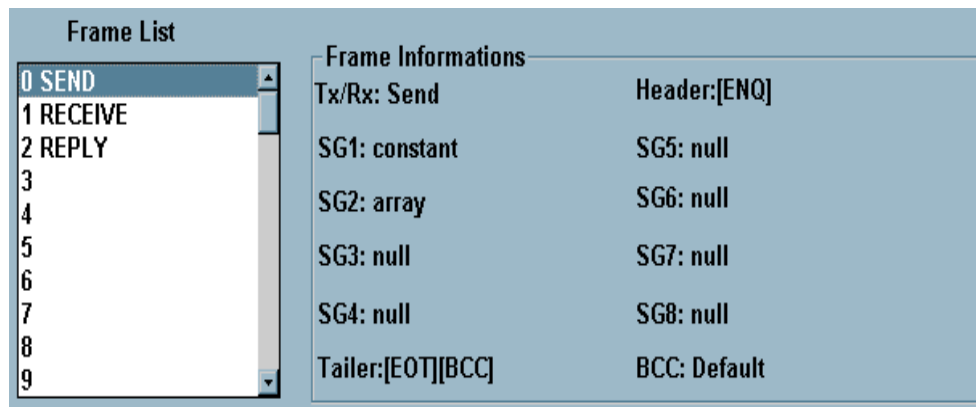 Frame List
0 SEND
1 RECEIVE
2 REPLY
3
4
5
6
7
8
9
Frame Informations
Tx/Rx: Send
Header:[ENQ]
SG1: constant
SG5: null
SG2: array
SG6: null
SG3: null
SG7: null
SG4: null
SG8: null
Tailer:[EOT][BCC]
BCC: Default